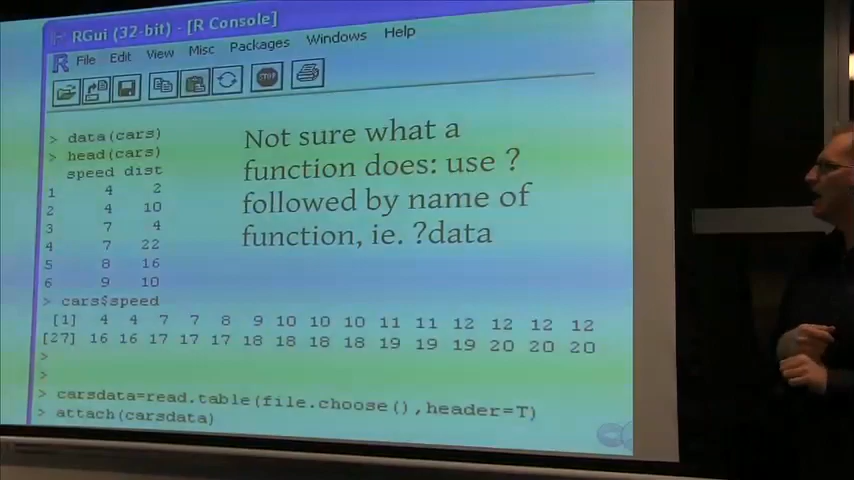 RGui (32-bit) - [R Console]
File Edit View Misc Packages Windows Help
STOP
> data(cars)
> head(cars)
speed dist
1 4 2
2 4 10
3 7 4
4 7 22
5 8 16
6 9 10
> cars$speed
[1] 4 4 7 7 8 9 10 10 10 11 11 12 12 12 12
[27] 16 16 17 17 17 18 18 18 18 19 19 19 20 20 20
>
>
> carsdata=read.table(file.choose(),header=T)
> attach(carsdata)
Not sure what a
function does: use ?
followed by name of
function, ie. ?data